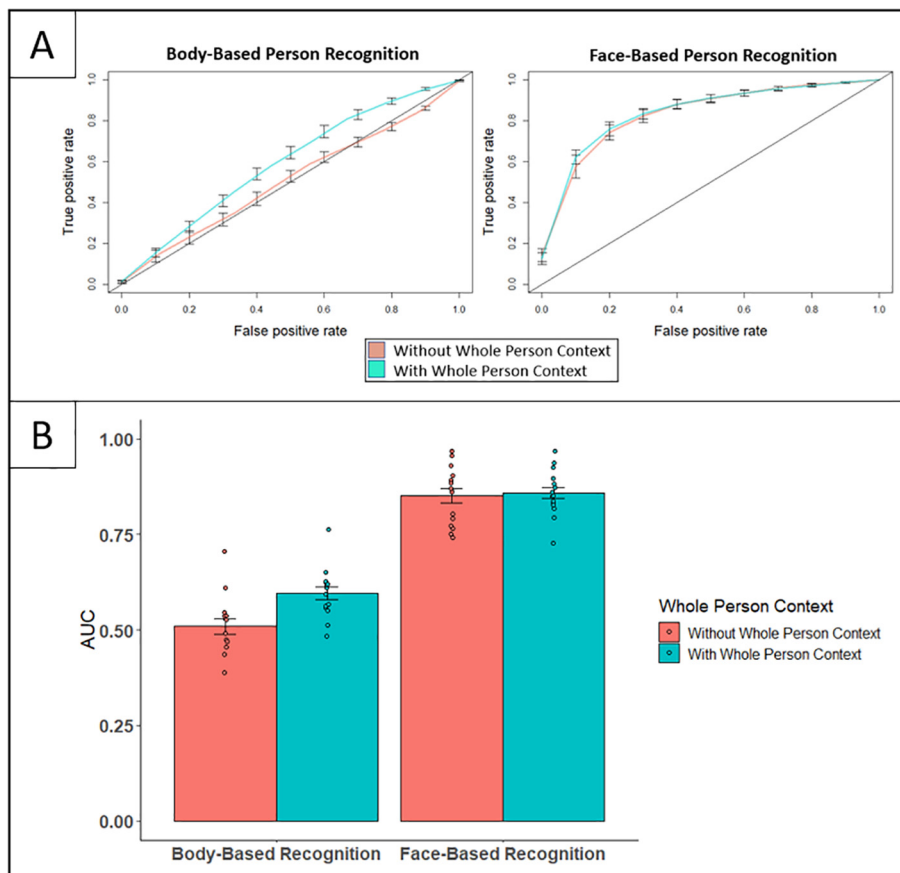 A
Body-Based Person Recognition
True positive rate
1.0
0.8
0.6
0.4
0.2
0.0
0.0 0.2 0.4 0.6 0.8 1.0
False positive rate
Face-Based Person Recognition
True positive rate
1.0
0.8
0.6
0.4
0.2
0.0
0.0 0.2 0.4 0.6 0.8 1.0
False positive rate
Without Whole Person Context
With Whole Person Context
B
AUC
1.00
0.75
0.50
0.25
0.00
Body-Based Recognition
Face-Based Recognition
Whole Person Context
Without Whole Person Context
With Whole Person Context